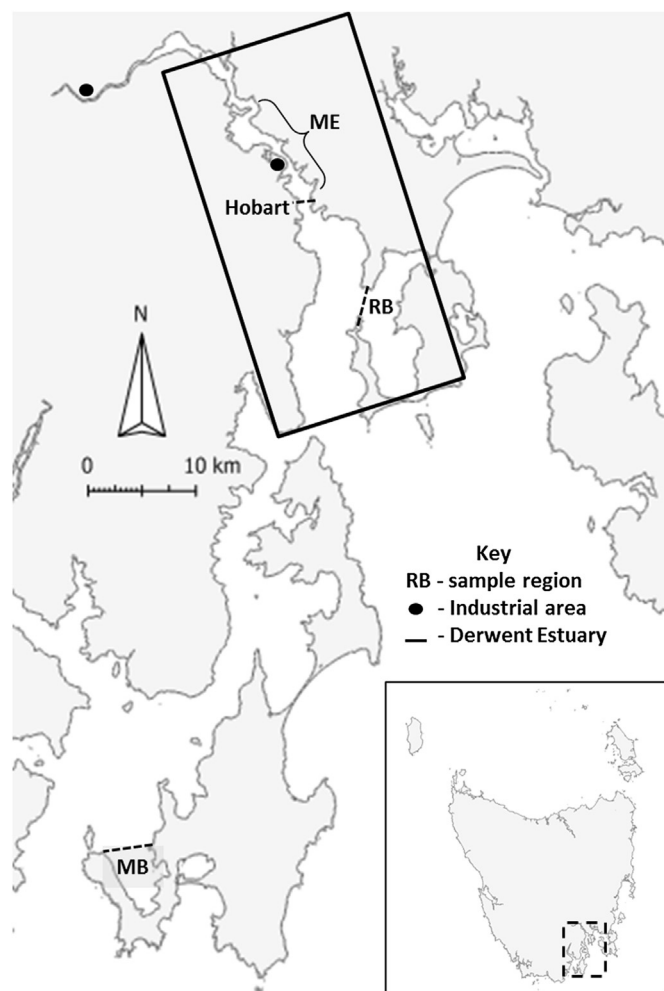 ME
Hobart
RB
N
0 10 km
Key
RB - sample region
- Industrial area
- Derwent Estuary
MB